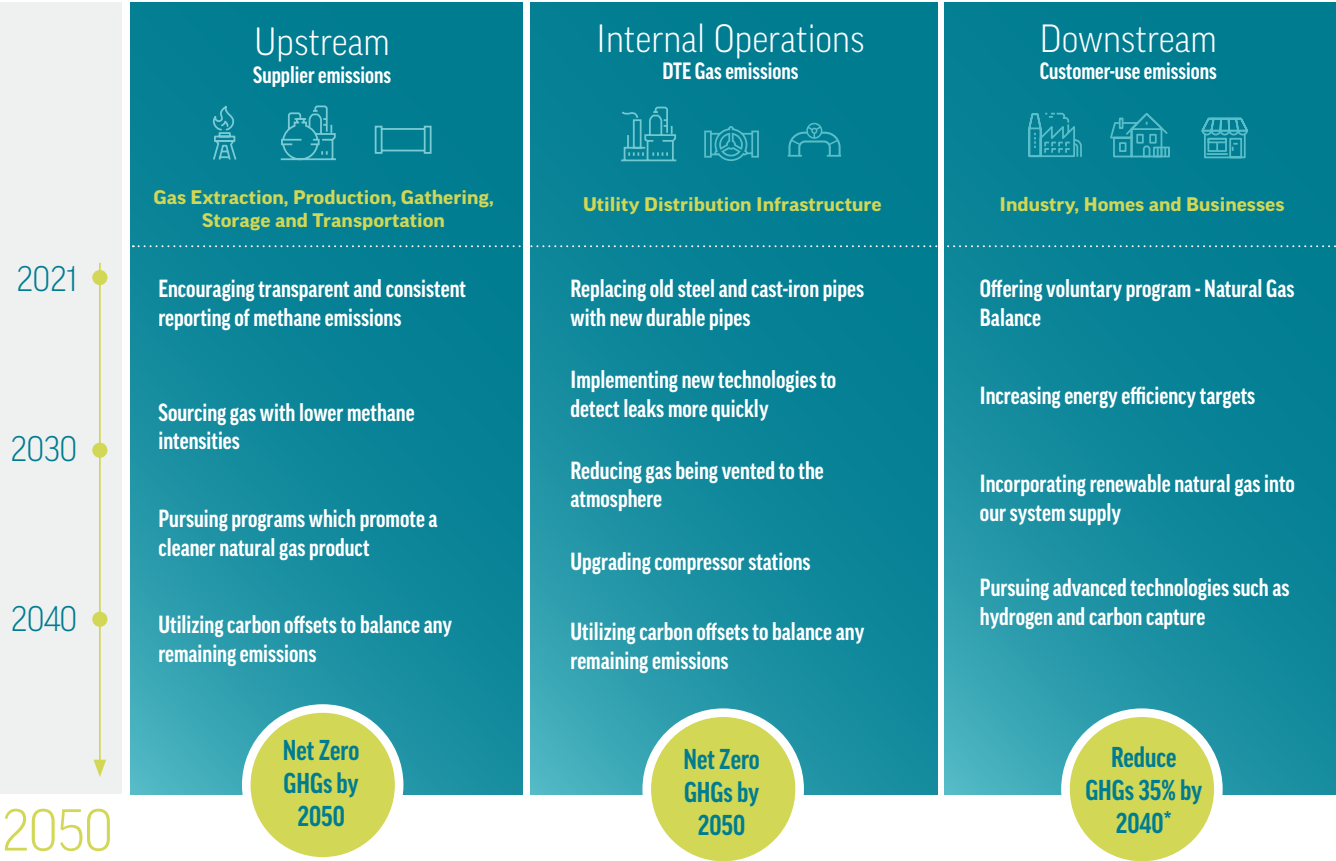 Upstream
Supplier emissions
Gas Extraction, Production, Gathering,
Storage and Transportation
Internal Operations
DTE Gas emissions
Utility Distribution Infrastructure
Downstream
Customer-use emissions
Industry, Homes and Businesses
2021
2030
2040
2050
Encouraging transparent and consistent
reporting of methane emissions
Sourcing gas with lower methane
intensities
Pursuing programs which promote a
cleaner natural gas product
Utilizing carbon offsets to balance any
remaining emissions
Net Zero
GHGs by
2050
Replacing old steel and cast-iron pipes
with new durable pipes
Implementing new technologies to
detect leaks more quickly
Reducing gas being vented to the
atmosphere
Upgrading compressor stations
Utilizing carbon offsets to balance any
remaining emissions
Net Zero
GHGs by
2050
Offering voluntary program - Natural Gas
Balance
Increasing energy efficiency targets
Incorporating renewable natural gas into
our system supply
Pursuing advanced technologies such as
hydrogen and carbon capture
Reduce
GHGs 35% by
2040*